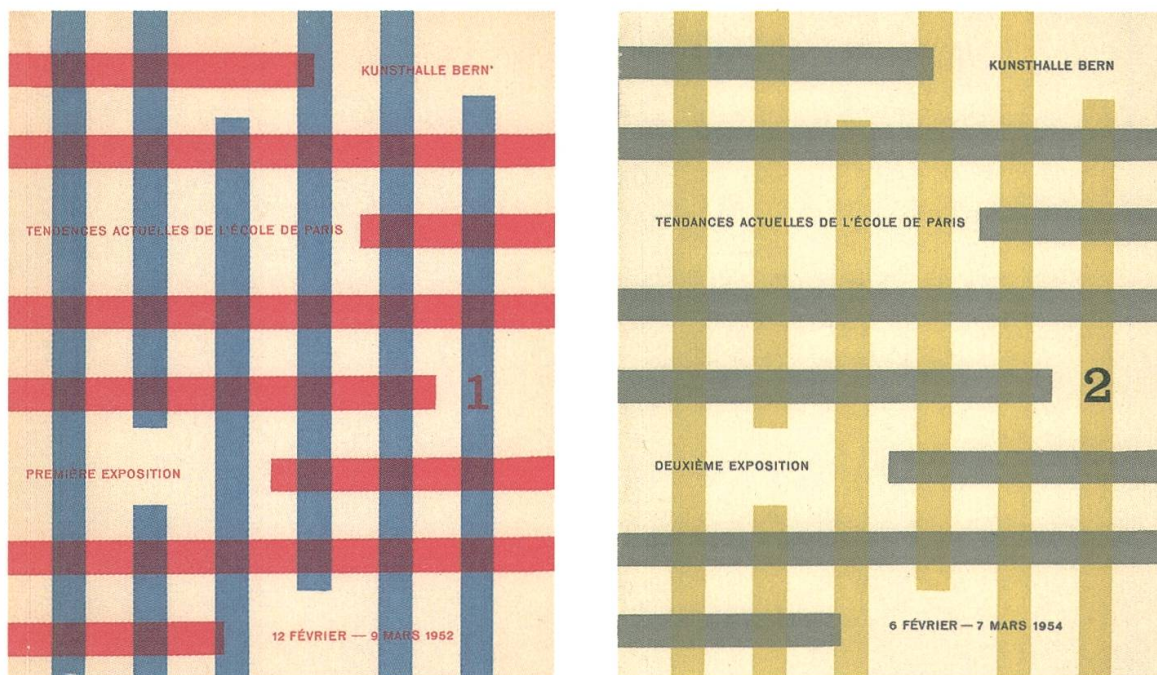 KUNSTHALLE BERN
TENDENCES ACTUELLES DE L'ÉCOLE DE PARIS
1
PREMIÈRE EXPOSITION
12 FÉVRIER — 9 MARS 1952
KUNSTHALLE BERN
TENDANCES ACTUELLES DE L'ÉCOLE DE PARIS
2
DEUXIÈME EXPOSITION
6 FÉVRIER — 7 MARS 1954